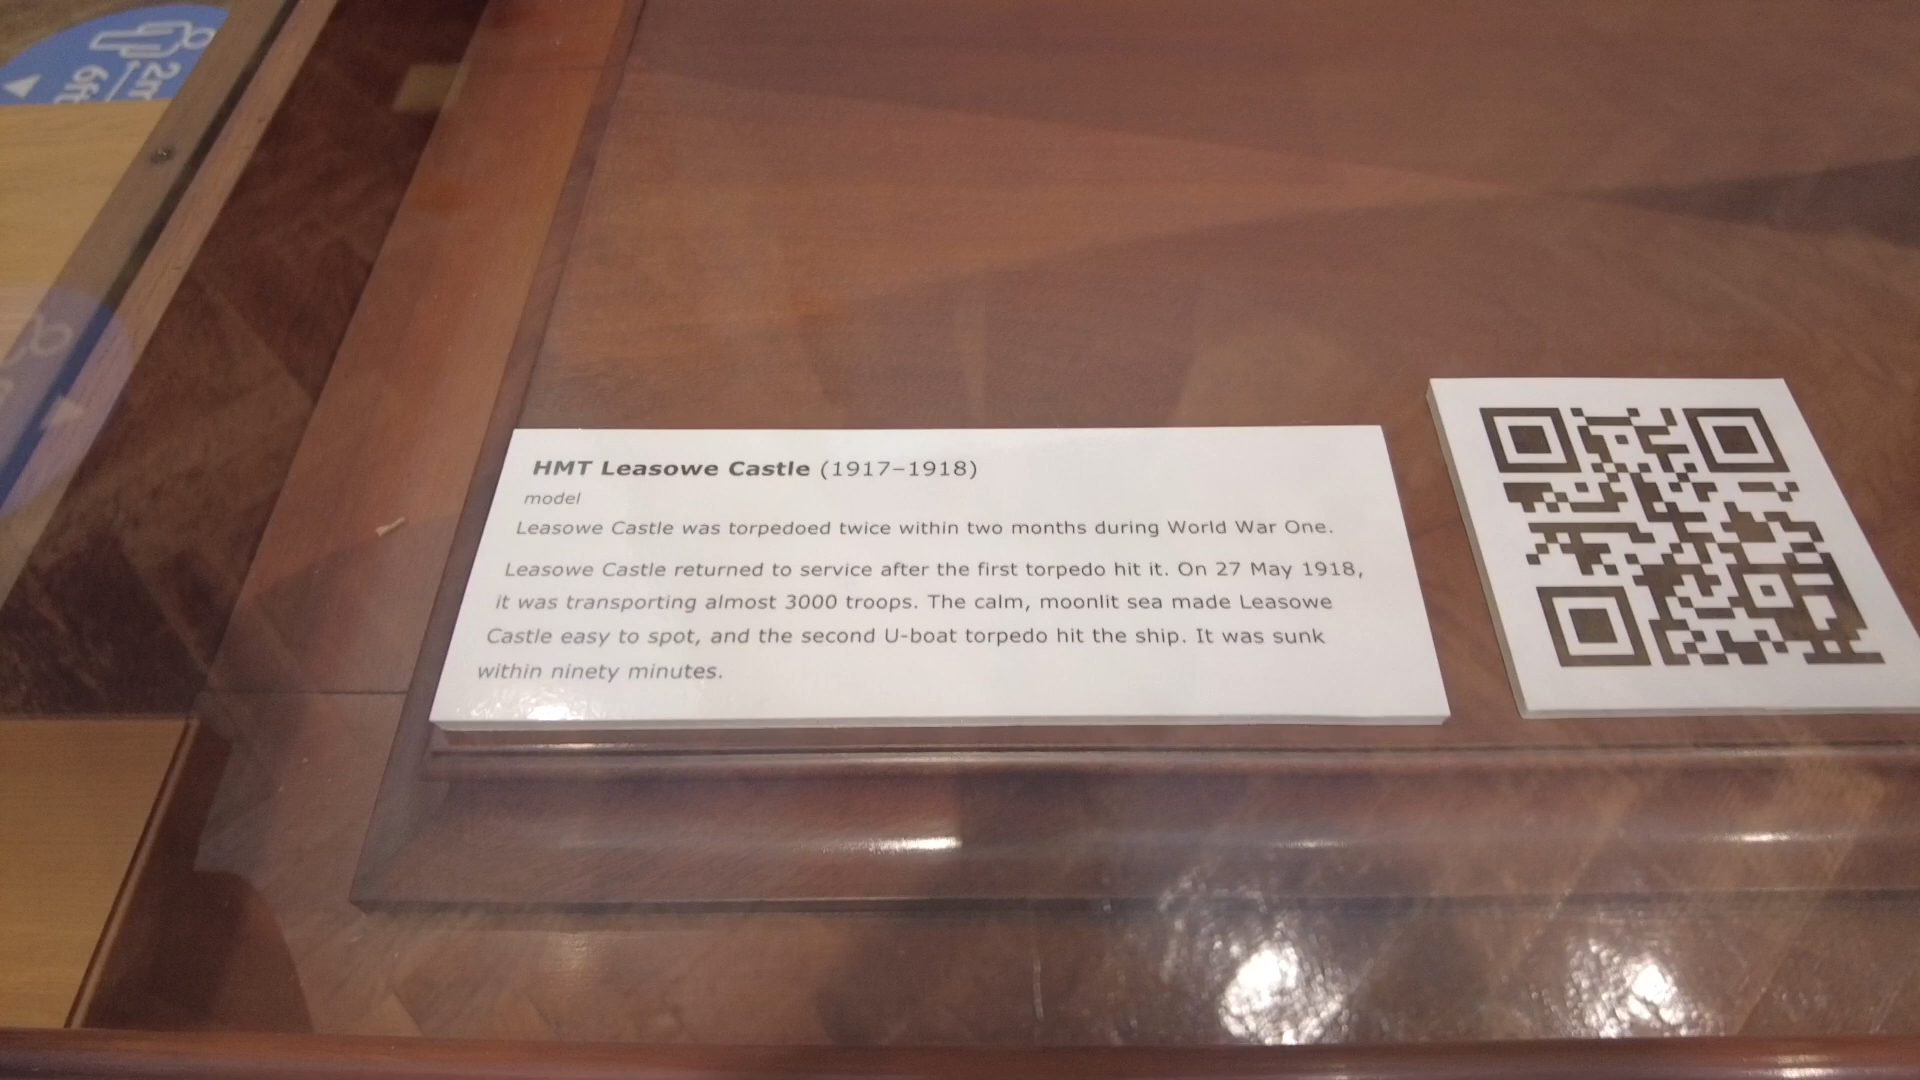 HMT Leasowe Castle (1917–1918)
model
Leasowe Castle was torpedoed twice within two months during World War One.
Leasowe Castle returned to service after the first torpedo hit it. On 27 May 1918,
it was transporting almost 3000 troops. The calm, moonlit sea made Leasowe
Castle easy to spot, and the second U-boat torpedo hit the ship. It was sunk
within ninety minutes.
2m
6ft